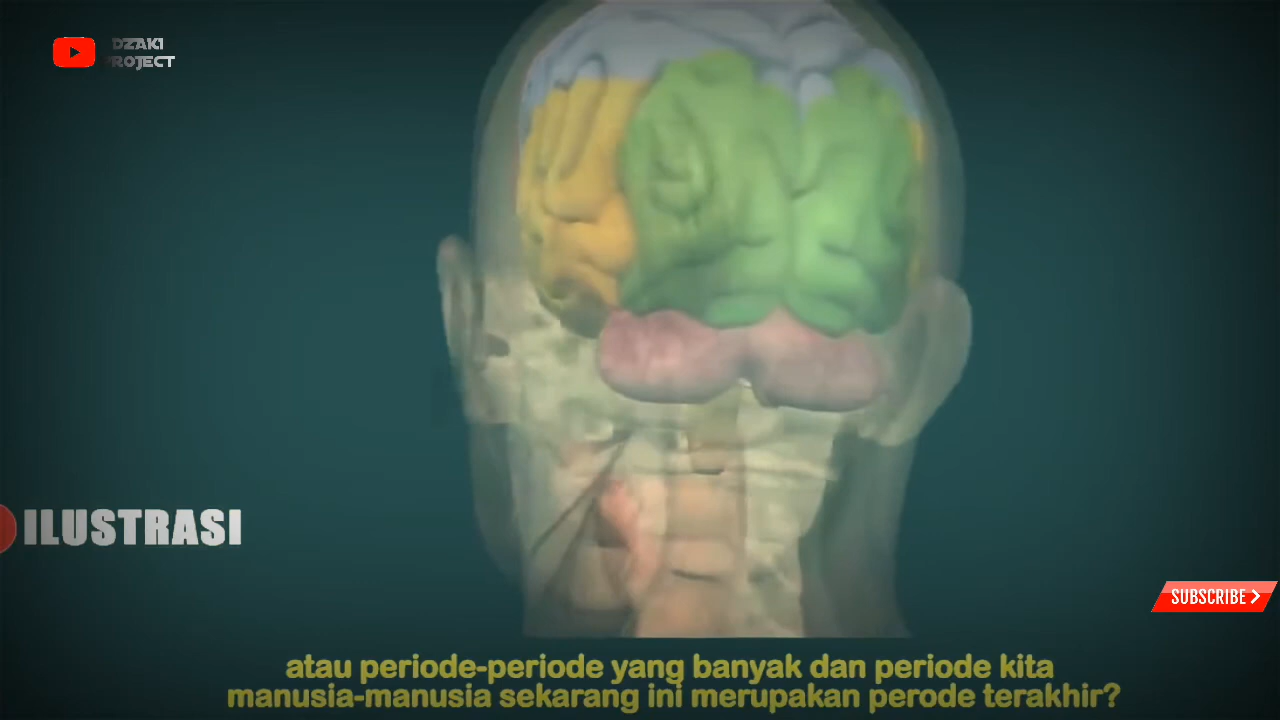 DZAKI
PROJECT
ILUSTRASI
SUBSCRIBE >
atau periode-periode yang banyak dan periode kita
manusia-manusia sekarang ini merupakan perode terakhir?